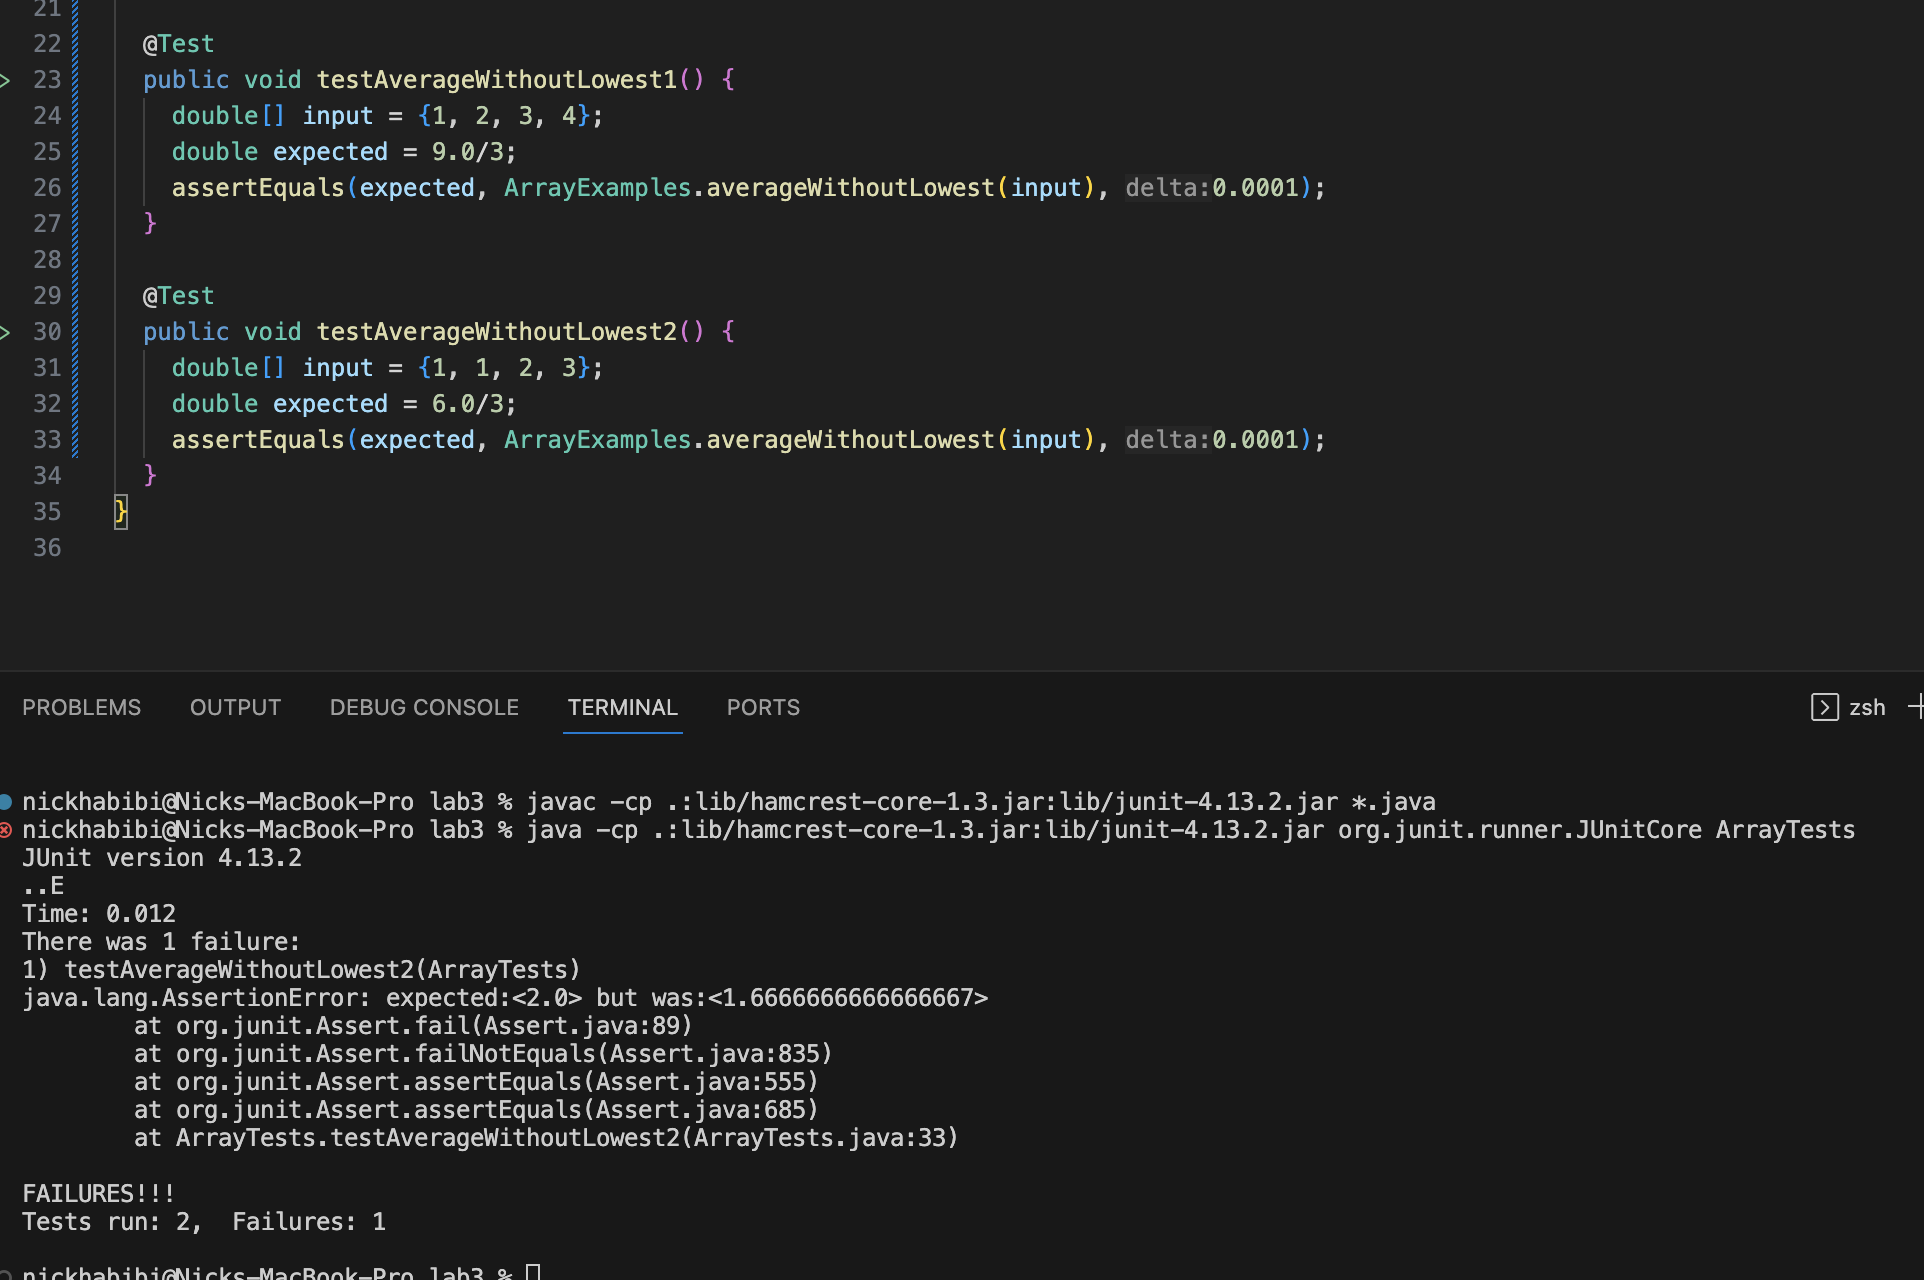 21
22 @Test
23 public void testAverageWithoutLowest1() {
24 double[] input = {1, 2, 3, 4};
25 double expected = 9.0/3;
26 assertEquals(expected, ArrayExamples.averageWithoutLowest(input), delta:0.0001);
27 }
28
29 @Test
30 public void testAverageWithoutLowest2() {
31 double[] input = {1, 1, 2, 3};
32 double expected = 6.0/3;
33 assertEquals(expected, ArrayExamples.averageWithoutLowest(input), delta:0.0001);
34 }
35 }
36
PROBLEMS OUTPUT DEBUG CONSOLE TERMINAL PORTS zsh
nickhabibi@Nicks-MacBook-Pro lab3 % javac -cp .:lib/hamcrest-core-1.3.jar:lib/junit-4.13.2.jar *.java
nickhabibi@Nicks-MacBook-Pro lab3 % java -cp .:lib/hamcrest-core-1.3.jar:lib/junit-4.13.2.jar org.junit.runner.JUnitCore ArrayTests
JUnit version 4.13.2
..E
Time: 0.012
There was 1 failure:
1) testAverageWithoutLowest2(ArrayTests)
java.lang.AssertionError: expected:<2.0> but was:<1.6666666666666667>
at org.junit.Assert.fail(Assert.java:89)
at org.junit.Assert.failNotEquals(Assert.java:835)
at org.junit.Assert.assertEquals(Assert.java:555)
at org.junit.Assert.assertEquals(Assert.java:685)
at ArrayTests.testAverageWithoutLowest2(ArrayTests.java:33)
FAILURES!!!
Tests run: 2,  Failures: 1
nickhabibi@Nicks-MacBook-Pro lab3 %